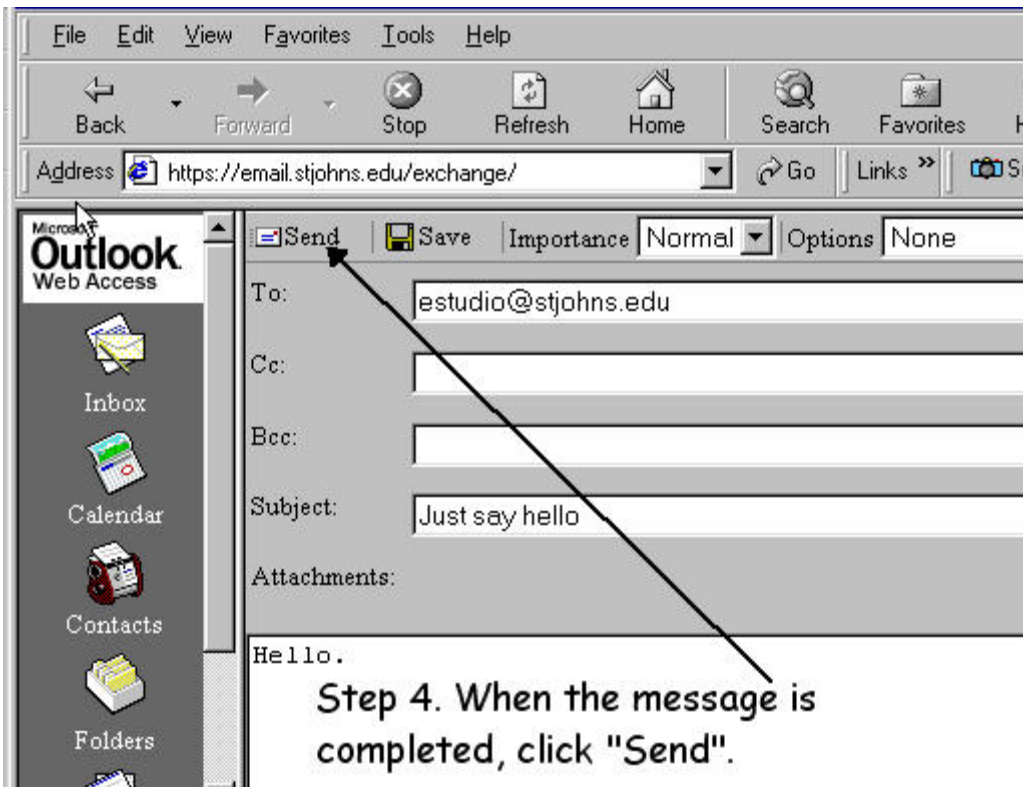 File Edit View Favorites Tools Help
Back Forward Stop Refresh Home Search Favorites
Address https://email.stjohns.edu/exchange/ Go Links »
Microsoft
Outlook
Web Access
Send Save Importance Normal Options None
To: estudio@stjohns.edu
Cc:
Inbox
Bcc:
Subject: Just say hello
Calendar
Attachments:
Contacts
Hello.
Step 4. When the message is
completed, click "Send".
Folders